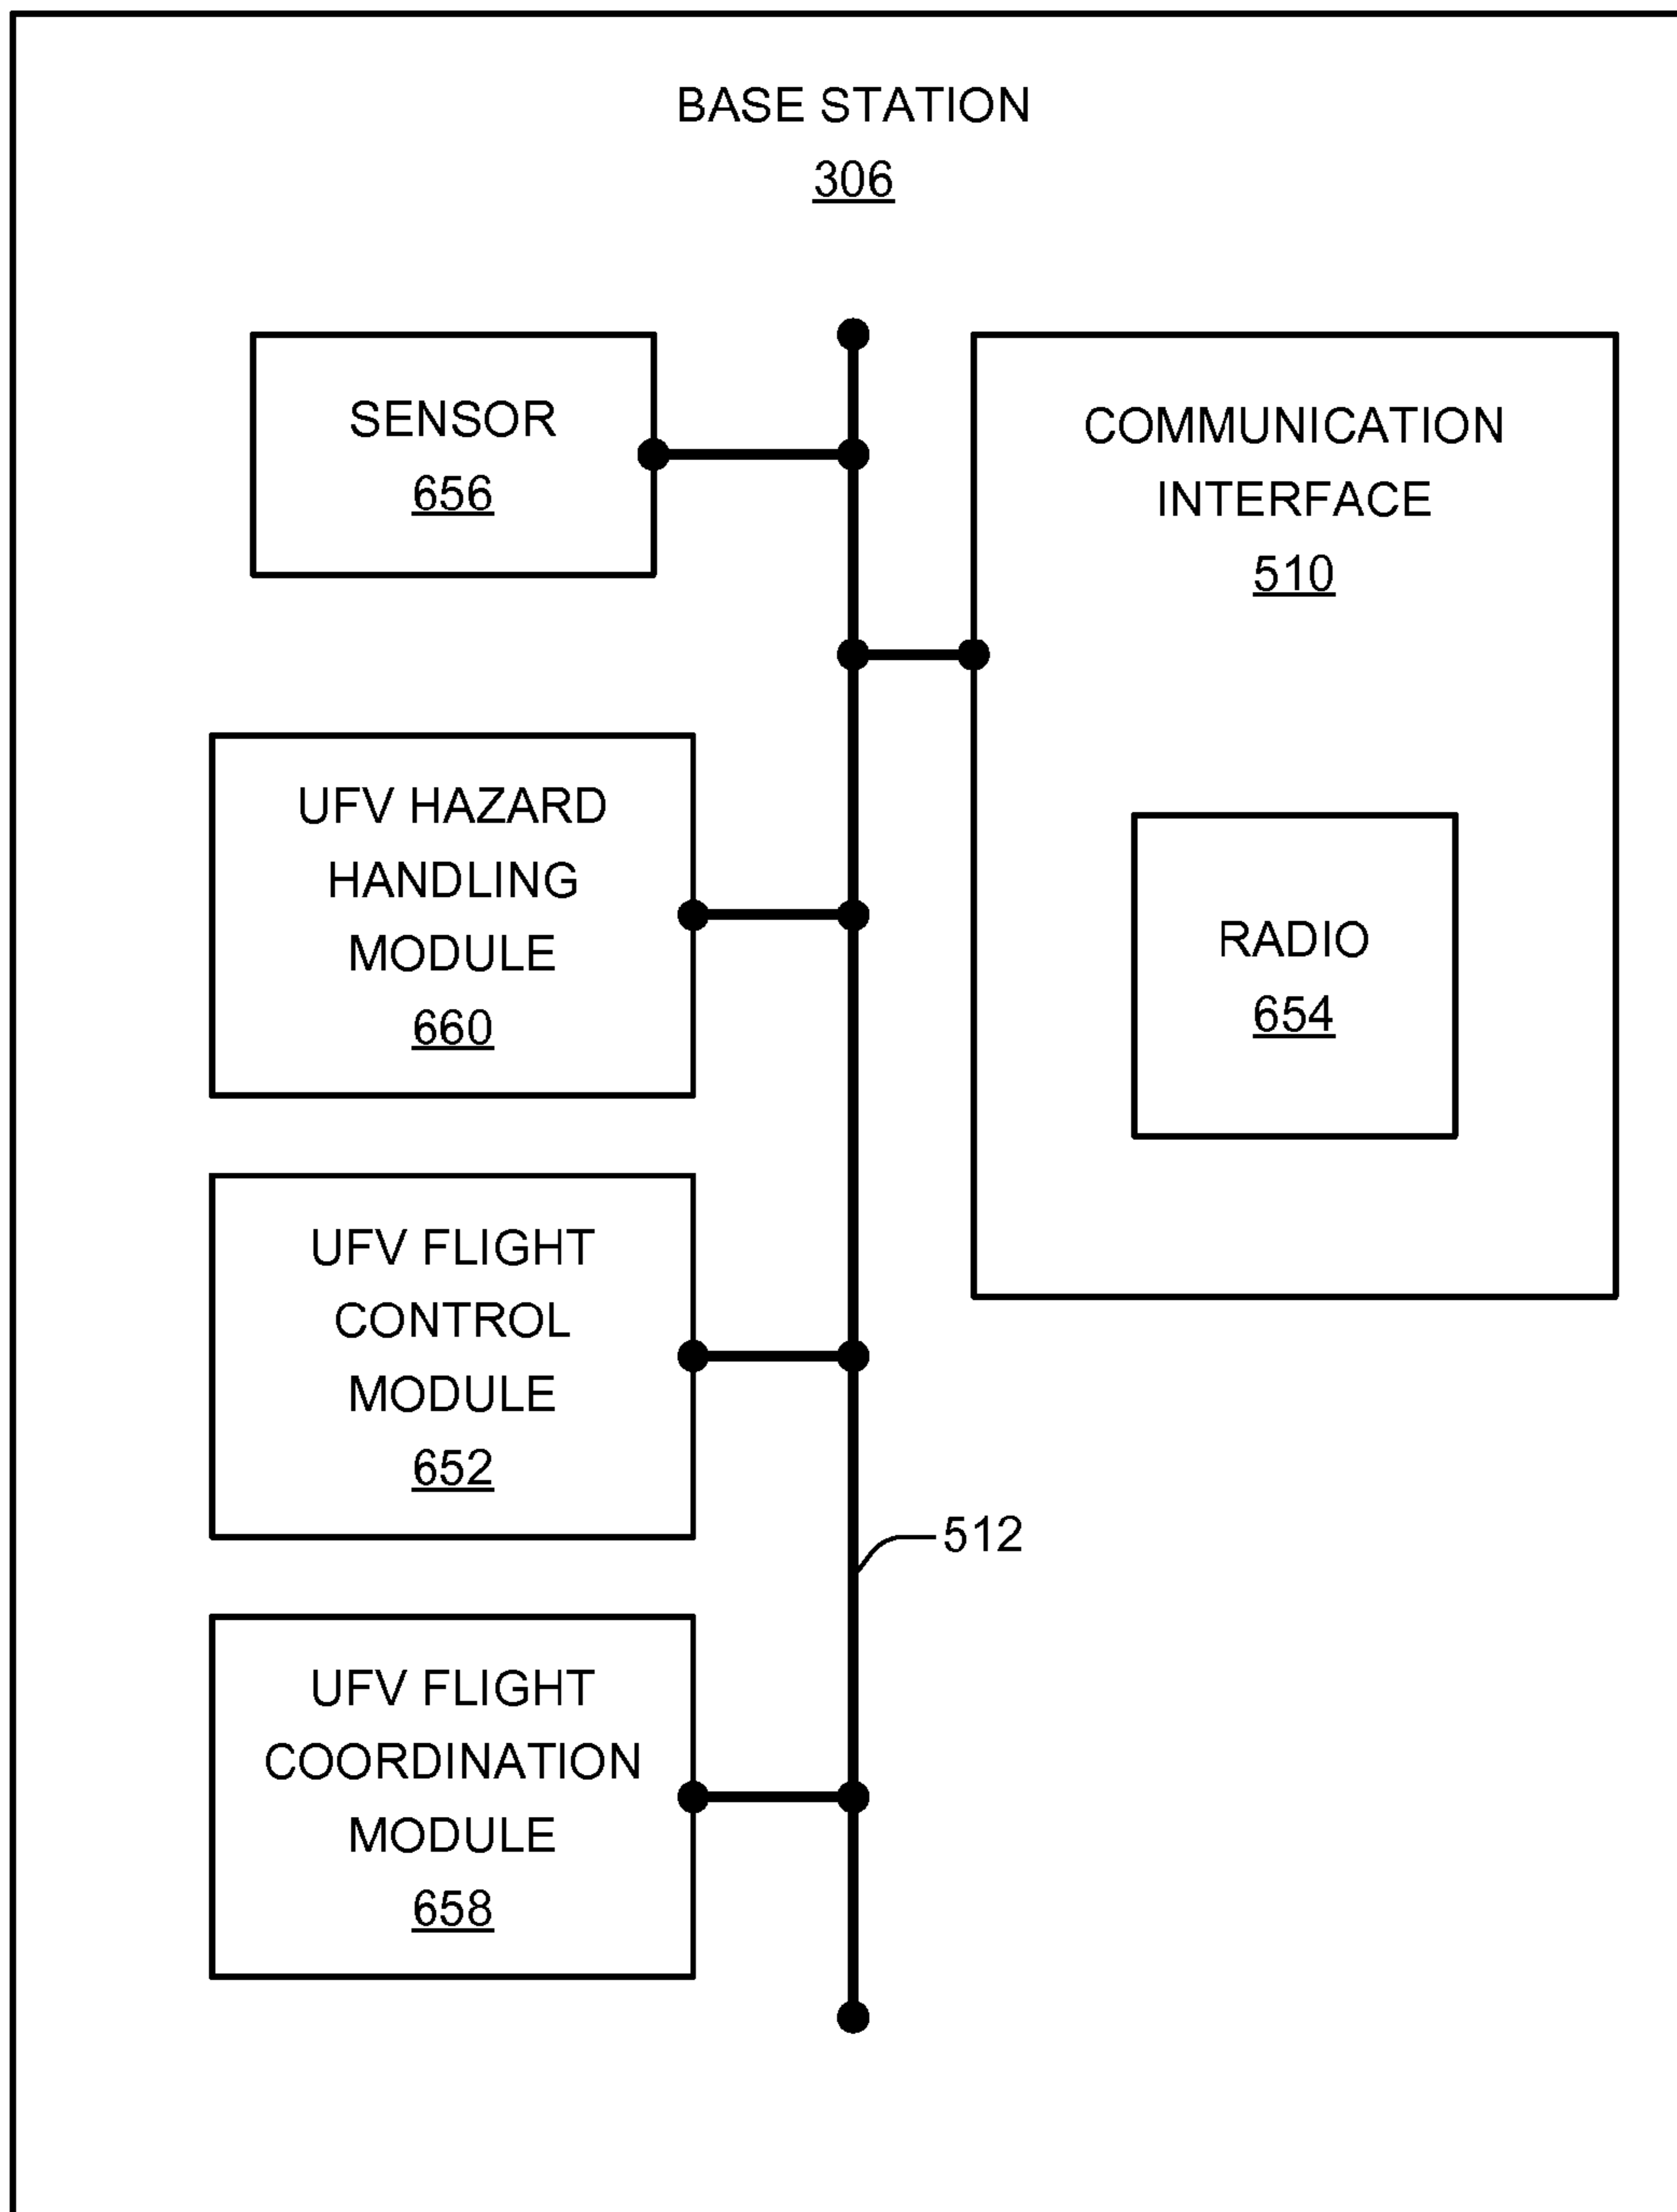 BASE STATION
306
SENSOR
656
COMMUNICATION
INTERFACE
510
UFV HAZARD
HANDLING
MODULE
660
RADIO
654
UFV FLIGHT
CONTROL
MODULE
652
512
UFV FLIGHT
COORDINATION
MODULE
658